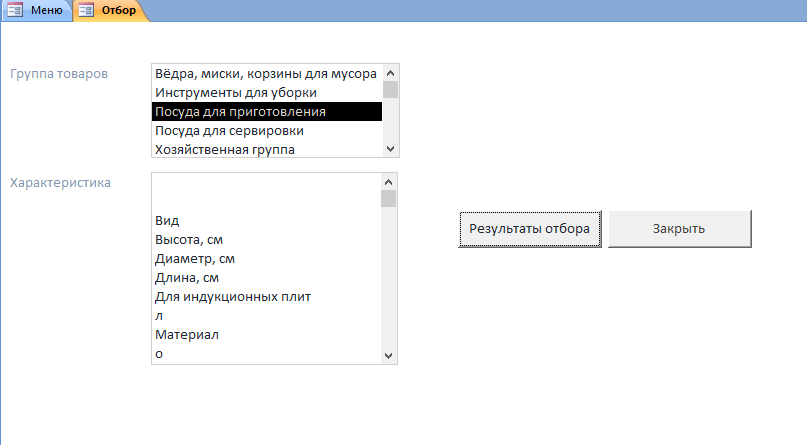 Меню
Отбор
Группа товаров
Вёдра, миски, корзины для мусора
Инструменты для уборки
Посуда для приготовления
Посуда для сервировки
Хозяйственная группа
Характеристика
Вид
Высота, см
Диаметр, см
Длина, см
Для индукционных плит
л
Материал
о
Результаты отбора
Закрыть